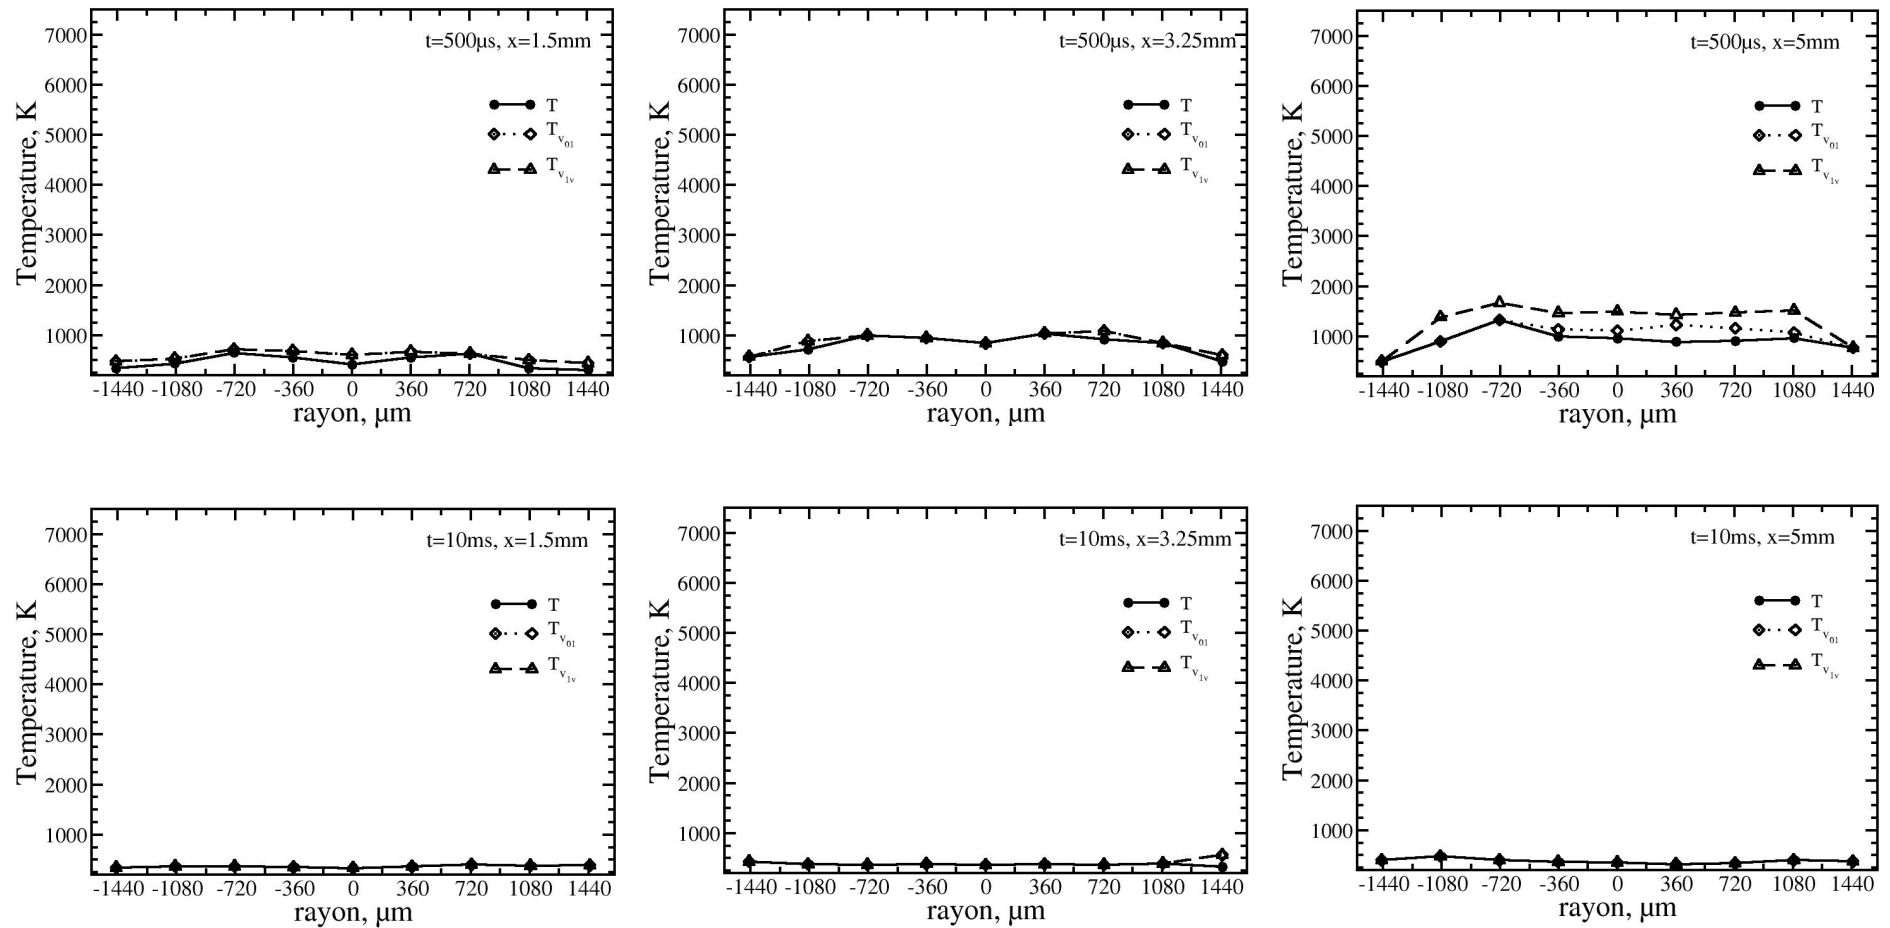 t=500µs, x=1.5mm
T
Tv01
Tv1v
7000
6000
5000
4000
3000
2000
1000
Temperature, K
-1440 -1080 -720 -360 0 360 720 1080 1440
rayon, µm
t=500µs, x=3.25mm
T
Tv01
Tv1v
7000
6000
5000
4000
3000
2000
1000
Temperature, K
-1440 -1080 -720 -360 0 360 720 1080 1440
rayon, µm
t=500µs, x=5mm
T
Tv01
Tv1v
7000
6000
5000
4000
3000
2000
1000
Temperature, K
-1440 -1080 -720 -360 0 360 720 1080 1440
rayon, µm
t=10ms, x=1.5mm
T
Tv01
Tv1v
7000
6000
5000
4000
3000
2000
1000
Temperature, K
-1440 -1080 -720 -360 0 360 720 1080 1440
rayon, µm
t=10ms, x=3.25mm
T
Tv01
Tv1v
7000
6000
5000
4000
3000
2000
1000
Temperature, K
-1440 -1080 -720 -360 0 360 720 1080 1440
rayon, µm
t=10ms, x=5mm
T
Tv01
Tv1v
7000
6000
5000
4000
3000
2000
1000
Temperature, K
-1440 -1080 -720 -360 0 360 720 1080 1440
rayon, µm